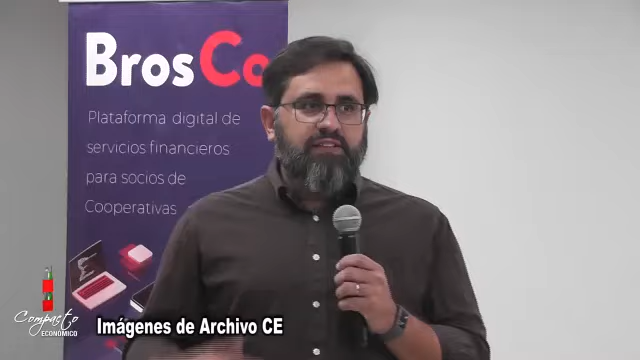 BrosCo
Plataforma digital de
servicios financieros
para socios de
Cooperativas
Compacto
ECONÓMICO
Imágenes de Archivo CE